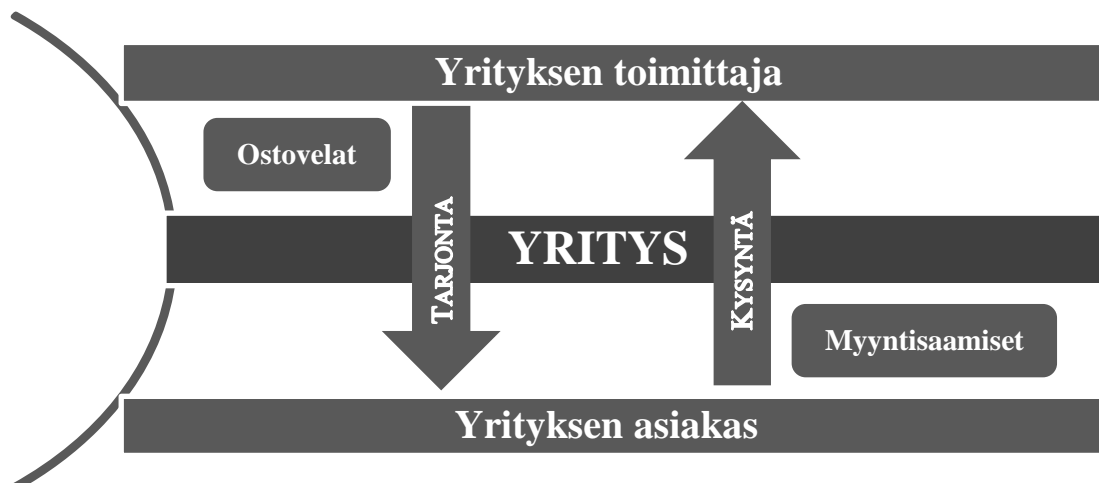 Yrityksen toimittaja
Ostovelat
TARJONTA
YRITYS
KYSYNTÄ
Myyntisaamiset
Yrityksen asiakas